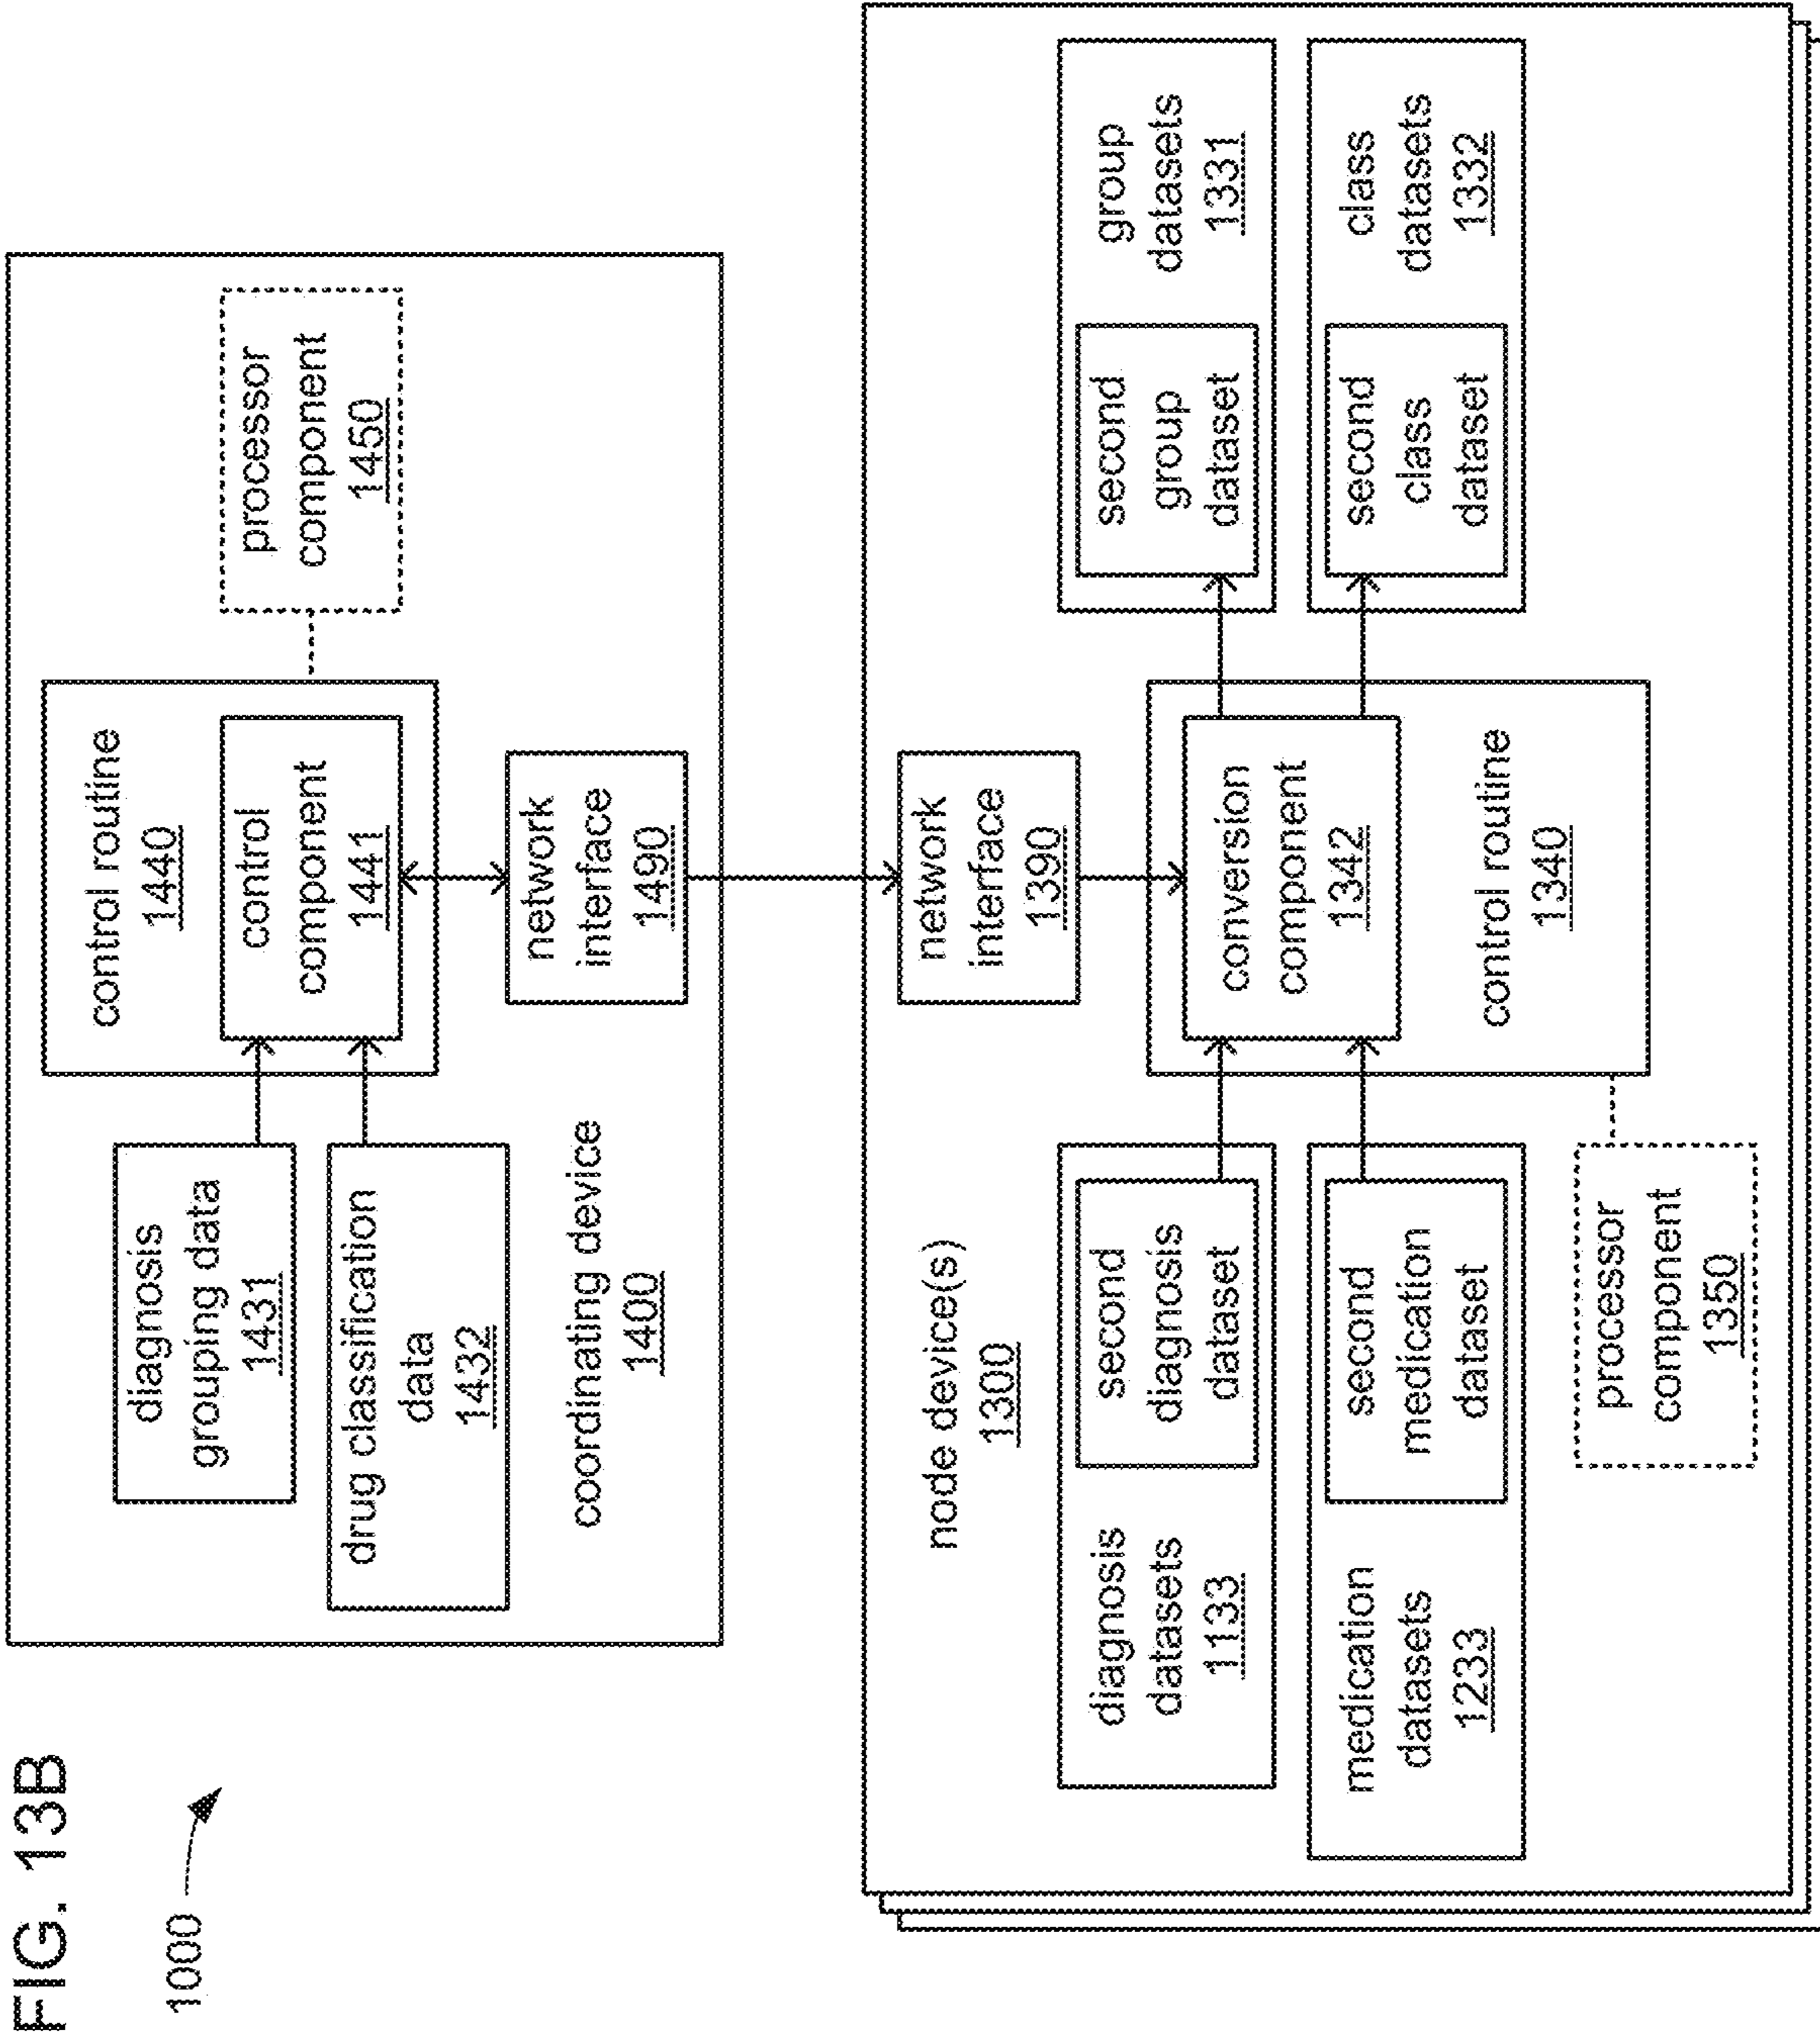 FIG. 13B
1000
diagnosis
grouping data
1431
drug classification
data
1432
coordinating device
1400
control routine
1440
control
component
1441
processor
component
1450
network
interface
1490
node device(s)
1300
network
interface
1390
diagnosis
datasets
1133
second
diagnosis
dataset
medication
datasets
1233
second
medication
dataset
processor
component
1350
conversion
component
1342
control routine
1340
second
group
dataset
group
datasets
1331
second
class
dataset
class
datasets
1332